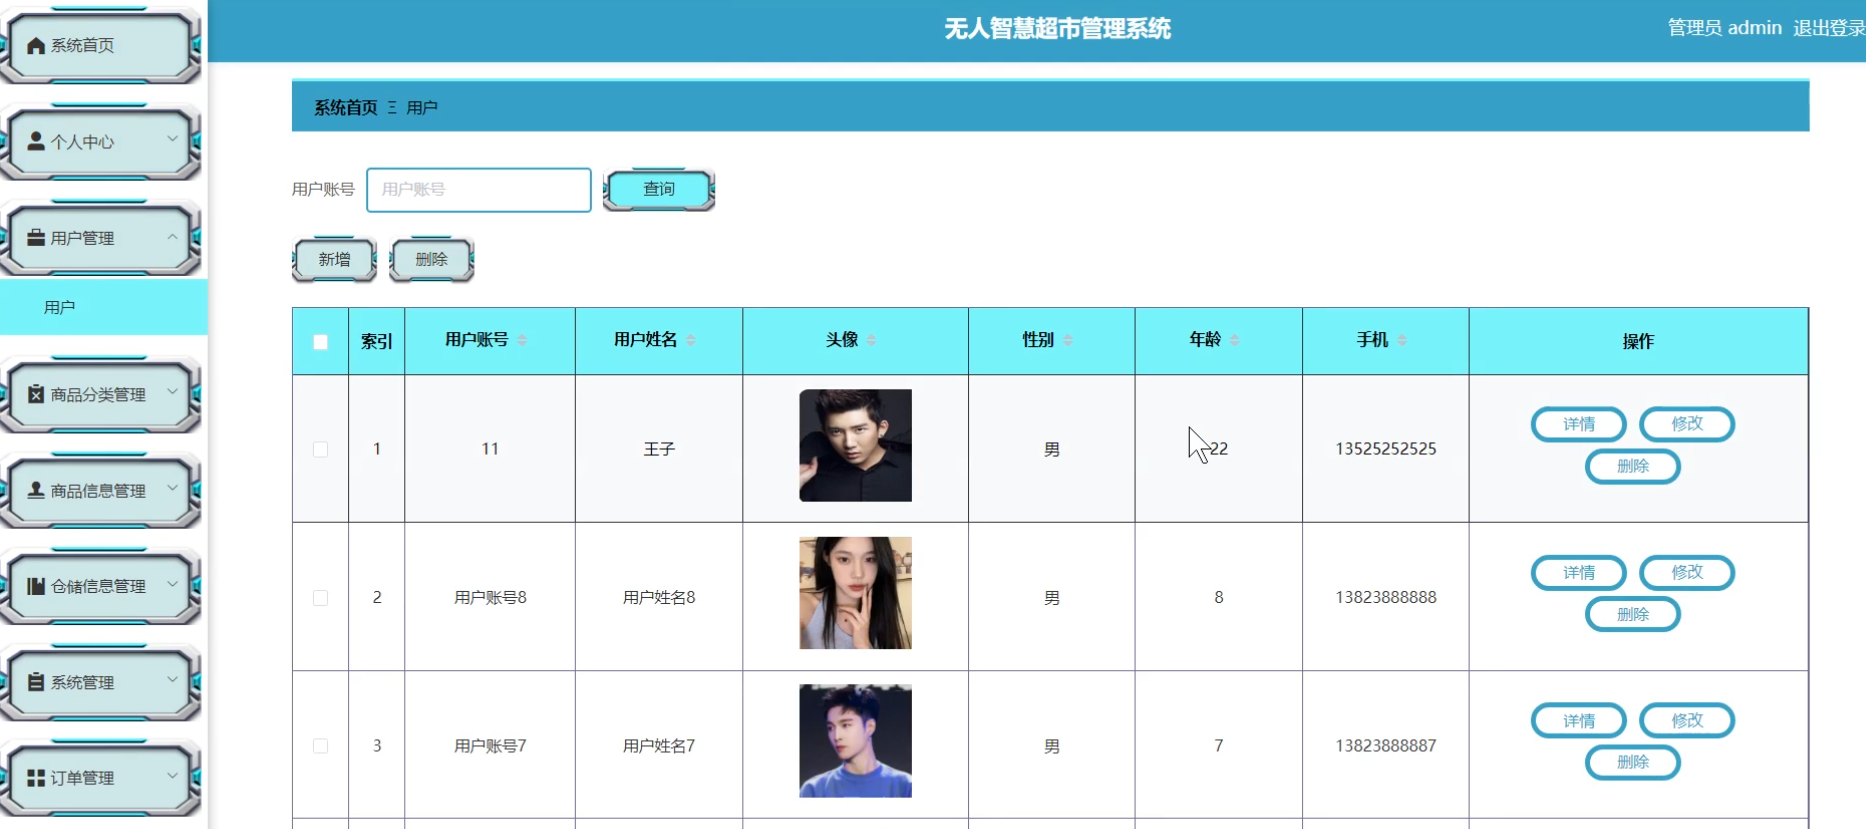 无人智慧超市管理系统
管理员 admin 退出登录
系统首页
个人中心
用户管理
用户
商品分类管理
商品信息管理
仓储信息管理
系统管理
订单管理
系统首页 Ξ 用户
用户账号 用户账号 查询
新增 删除
索引 用户账号 用户姓名 头像 性别 年龄 手机 操作
1 11 王子 男 22 13525252525 详情 修改
删除
2 用户账号8 用户姓名8 男 8 13823888888 详情 修改
删除
3 用户账号7 用户姓名7 男 7 13823888887 详情 修改
删除